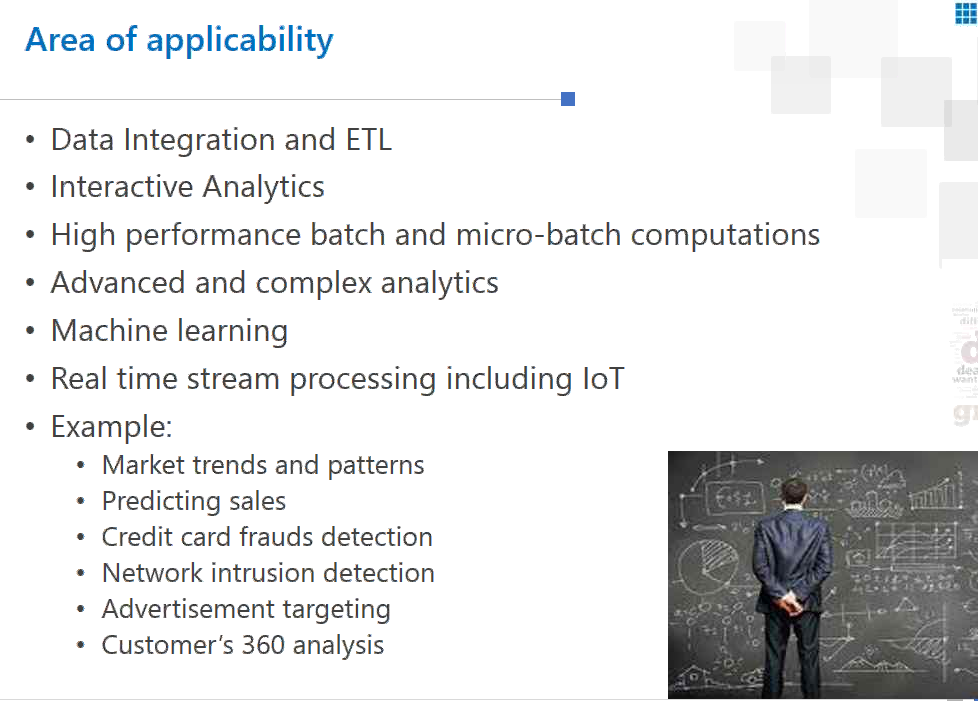 Area of applicability
• Data Integration and ETL
• Interactive Analytics
• High performance batch and micro-batch computations
• Advanced and complex analytics
• Machine learning
• Real time stream processing including IoT
• Example:
• Market trends and patterns
• Predicting sales
• Credit card frauds detection
• Network intrusion detection
• Advertisement targeting
• Customer’s 360 analysis